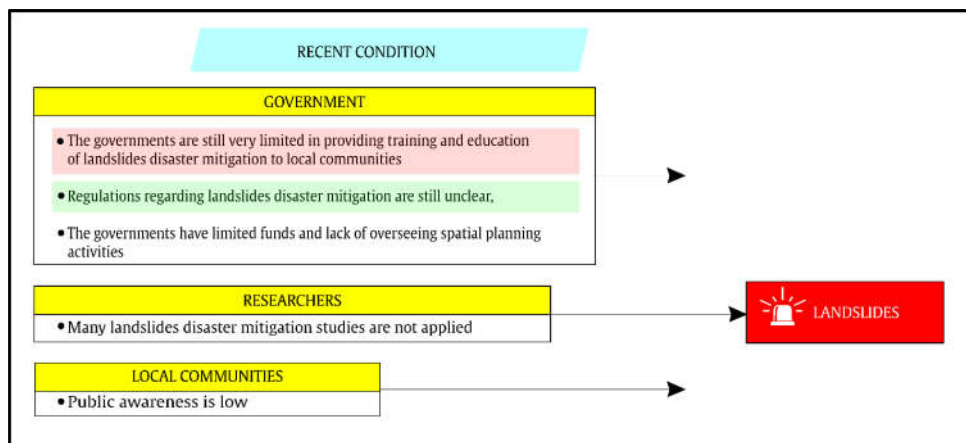 RECENT CONDITION
GOVERNMENT
• The governments are still very limited in providing training and education
of landslides disaster mitigation to local communities
• Regulations regarding landslides disaster mitigation are still unclear,
• The governments have limited funds and lack of overseeing spatial planning
activities
RESEARCHERS
• Many landslides disaster mitigation studies are not applied
LANDSLIDES
LOCAL COMMUNITIES
• Public awareness is low